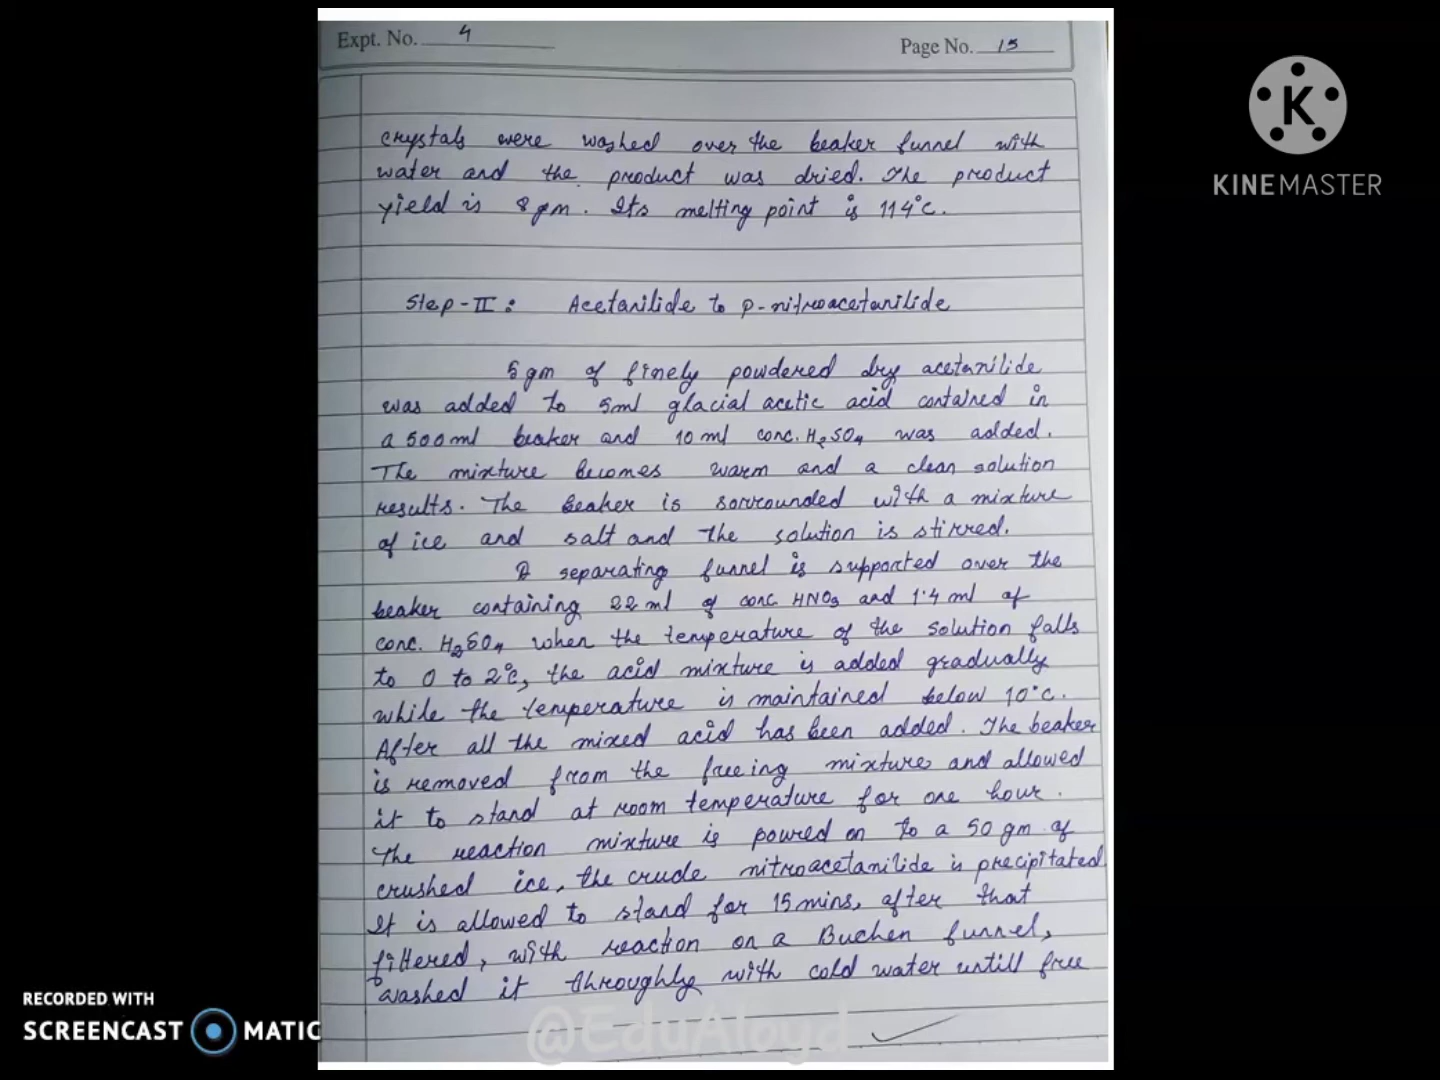 Expt. No. 4
Page No. 15
crystals were washed over the beaker funnel with
water and the product was dried. The product
yield is 8 gm. Its melting point is 114°c.
Step-II: Acetanilide to p-nitroacetanilide
5 gm of finely powdered dry acetanilide
was added to 5ml glacial acetic acid contained in
a 500ml beaker and 10 ml conc. H2SO4 was added.
The mixture becomes warm and a clean solution
results. The beaker is sorrounded with a mixture
of ice and salt and the solution is stirred.
A separating funnel is supported over the
beaker containing 22 ml of conc HNO3 and 1.4 ml of
conc. H2SO4 when the temperature of the solution falls
to 0 to 2°c, the acid mixture is added gradually
while the temperature is maintained below 10°c.
After all the mixed acid has been added. The beaker
is removed from the freeing mixture and allowed
it to stand at room temperature for one hour.
The reaction mixture is poured on to a 50 gm of
crushed ice, the crude nitroacetanilide is precipitated
It is allowed to stand for 15 mins, after that
filtered, with reaction on a Buchen funnel,
washed it throughly with cold water untill free
@EduAloyd
KINEMASTER
RECORDED WITH
SCREENCAST MATIC